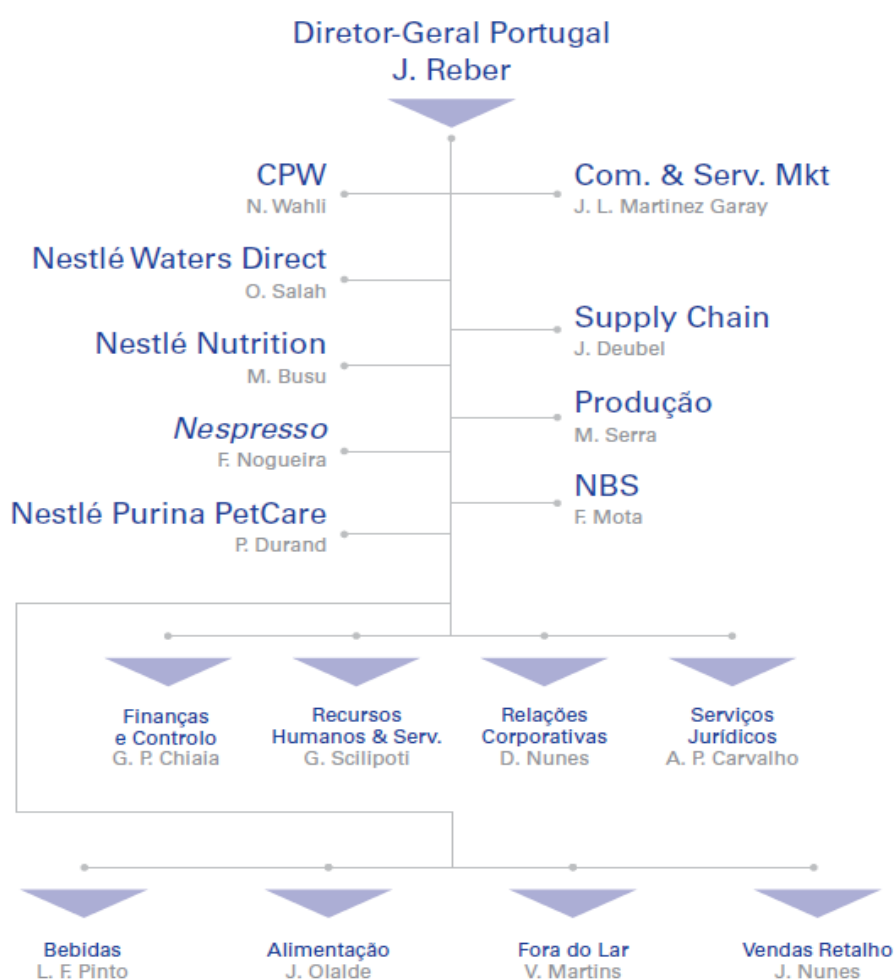 Diretor-Geral Portugal
J. Reber
CPW
N. Wahli
Com. & Serv. Mkt
J. L. Martinez Garay
Nestlé Waters Direct
O. Salah
Supply Chain
J. Deubel
Nestlé Nutrition
M. Busu
Produção
M. Serra
Nespresso
F. Nogueira
NBS
F. Mota
Nestlé Purina PetCare
P. Durand
Finanças
e Controlo
G. P. Chiaia
Recursos
Humanos & Serv.
G. Scilipoti
Relações
Corporativas
D. Nunes
Serviços
Jurídicos
A. P. Carvalho
Bebidas
L. F. Pinto
Alimentação
J. Olalde
Fora do Lar
V. Martins
Vendas Retalho
J. Nunes